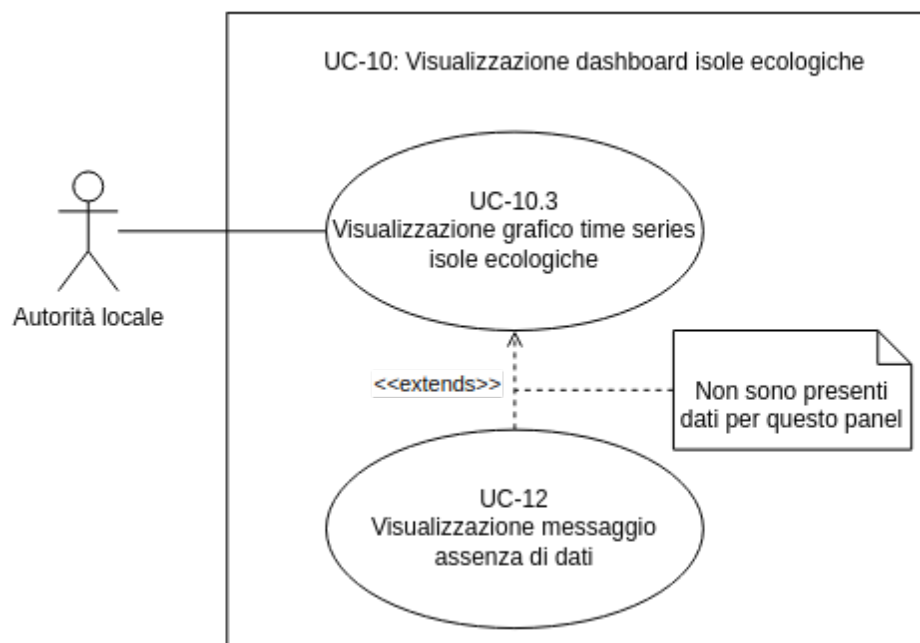 UC-10: Visualizzazione dashboard isole ecologiche
UC-10.3
Visualizzazione grafico time series
isole ecologiche
Autorità locale
<<extends>>
Non sono presenti
dati per questo panel
UC-12
Visualizzazione messaggio
assenza di dati